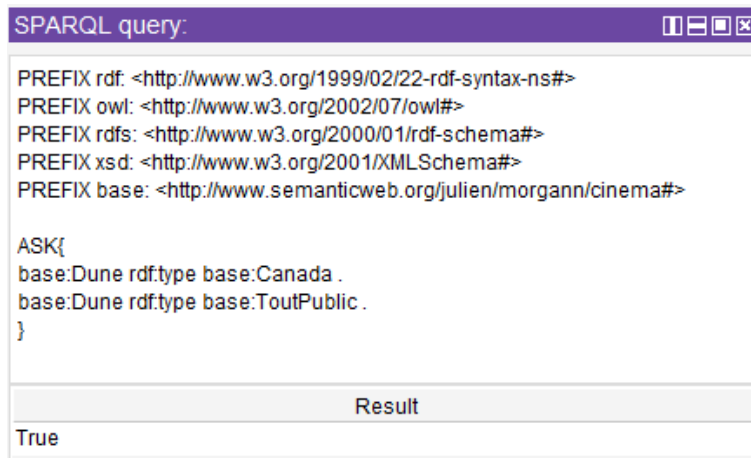 SPARQL query:
PREFIX rdf: <http://www.w3.org/1999/02/22-rdf-syntax-ns#>
PREFIX owl: <http://www.w3.org/2002/07/owl#>
PREFIX rdfs: <http://www.w3.org/2000/01/rdf-schema#>
PREFIX xsd: <http://www.w3.org/2001/XMLSchema#>
PREFIX base: <http://www.semanticweb.org/julien/morgann/cinema#>
ASK{
base:Dune rdf:type base:Canada .
base:Dune rdf:type base:ToutPublic .
}
Result
True